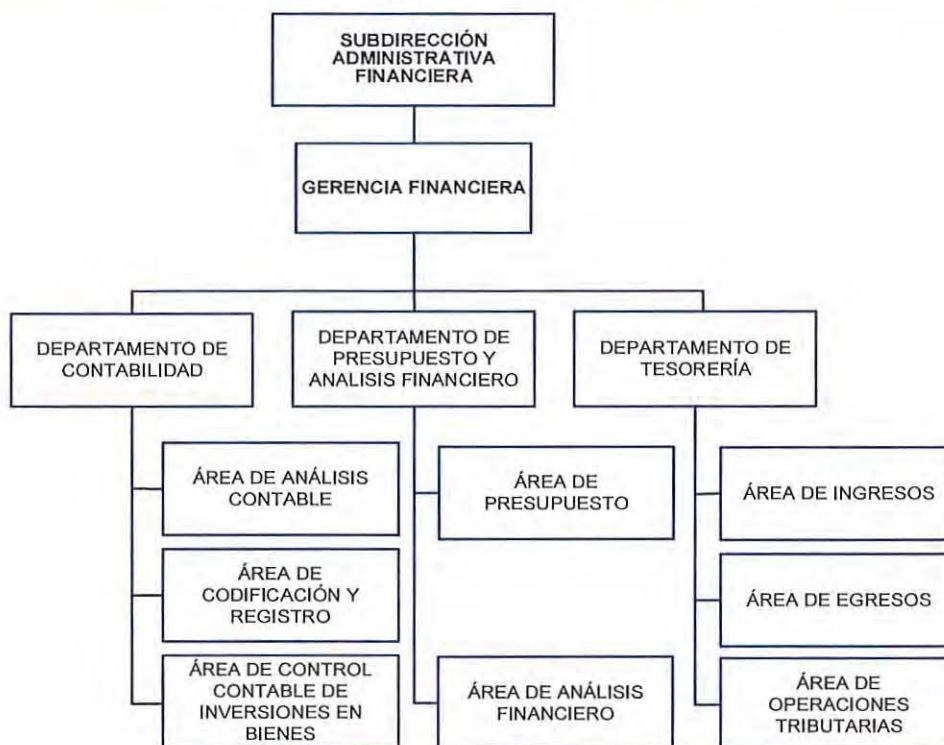 SUBDIRECCIÓN
ADMINISTRATIVA
FINANCIERA
GERENCIA FINANCIERA
DEPARTAMENTO DE
CONTABILIDAD
DEPARTAMENTO DE
PRESUPUESTO Y
ANALISIS FINANCIERO
DEPARTAMENTO DE
TESORERÍA
ÁREA DE ANÁLISIS
CONTABLE
ÁREA DE
CODIFICACIÓN Y
REGISTRO
ÁREA DE CONTROL
CONTABLE DE
INVERSIONES EN
BIENES
ÁREA DE
PRESUPUESTO
ÁREA DE ANÁLISIS
FINANCIERO
ÁREA DE INGRESOS
ÁREA DE EGRESOS
ÁREA DE
OPERACIONES
TRIBUTARIAS